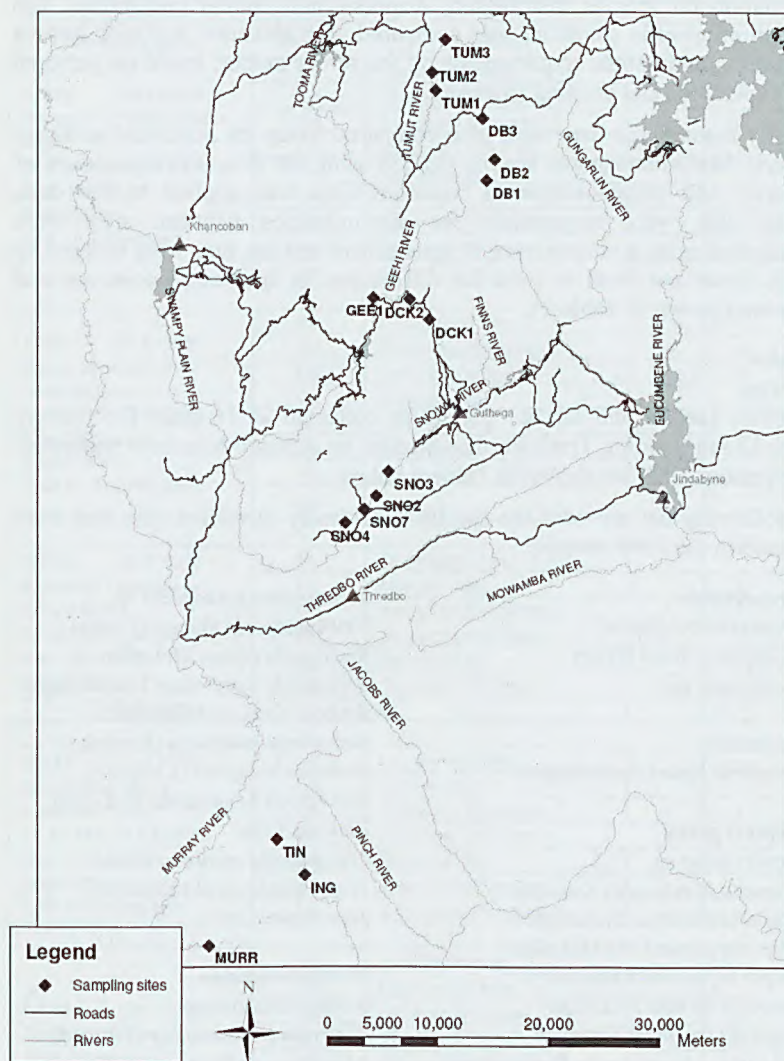 TUM3
TOOMA RIVER
TUM2
TUMUT RIVER
TUM1
DB3
GUNGARLIN RIVER
DB2
DB1
Khancoban
GEEHI RIVER
SWAMPY PLAIN RIVER
GEE1
DCK2
FINNS RIVER
DCK1
EUCUMBENE RIVER
SNOWY RIVER
Guthega
SNO3
Jindabyne
SNO2
SNO7
SNO4
THREDBO RIVER
MOWAMBA RIVER
Thredbo
JACOBS RIVER
MURRAY RIVER
PINCH RIVER
TIN
ING
MURR
Legend
Sampling sites
Roads
Rivers
N
0 5,000 10,000 20,000 30,000 Meters